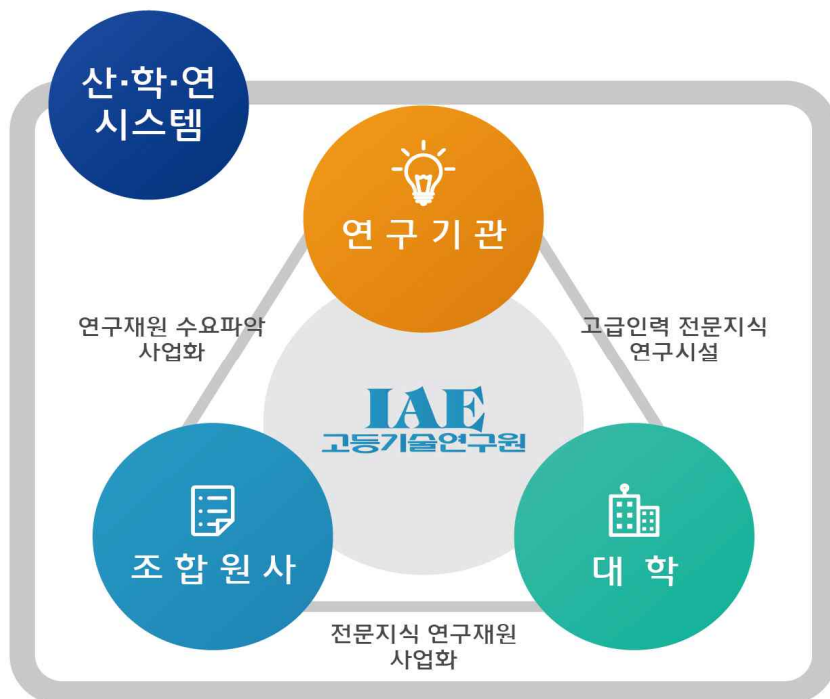 산·학·연
시스템
연구기관
연구재원 수요파악
사업화
고급인력 전문지식
연구시설
IAE
고등기술연구원
조합원사
대학
전문지식 연구재원
사업화